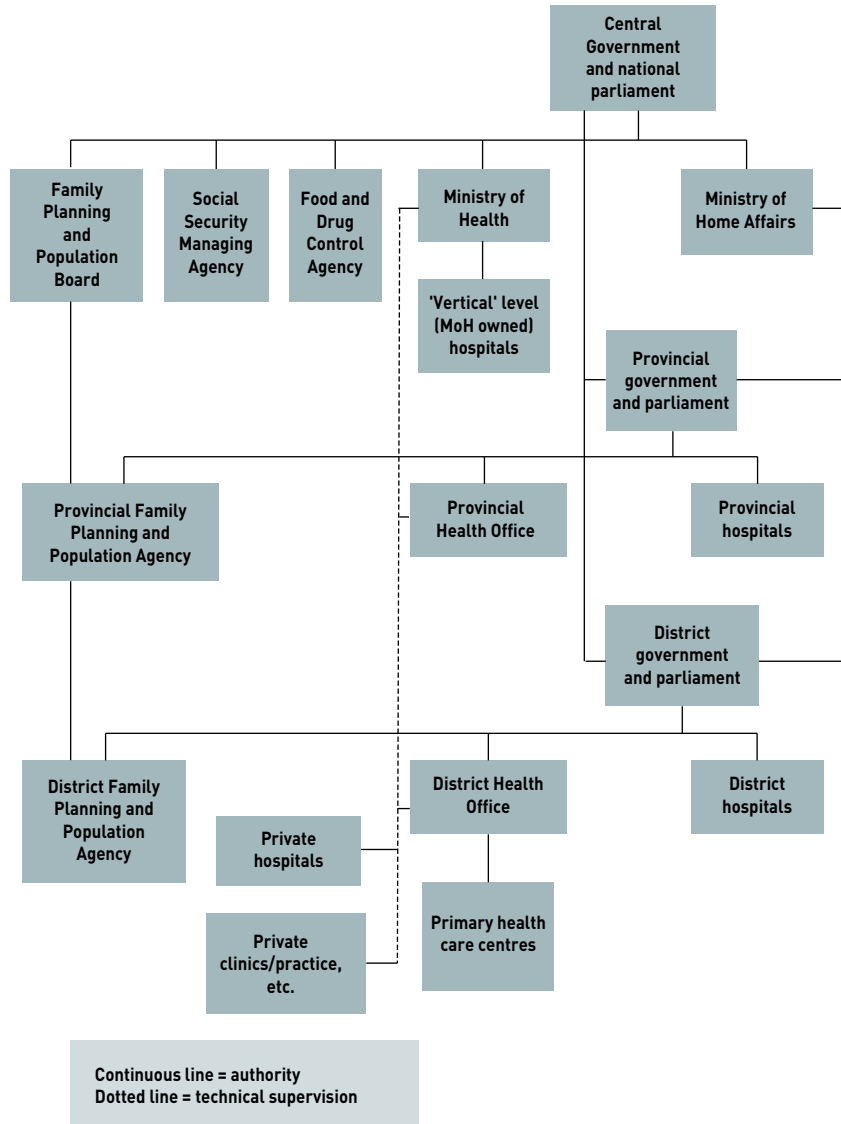 Central
Government
and national
parliament
Family
Planning
and
Population
Board
Social
Security
Managing
Agency
Food and
Drug
Control
Agency
Ministry of
Health
Ministry of
Home Affairs
'Vertical' level
(MoH owned)
hospitals
Provincial
government
and parliament
Provincial Family
Planning and
Population Agency
Provincial
Health Office
Provincial
hospitals
District
government
and parliament
District Family
Planning and
Population
Agency
District Health
Office
District
hospitals
Private
hospitals
Primary health
care centres
Private
clinics/practice,
etc.
Continuous line = authority
Dotted line = technical supervision